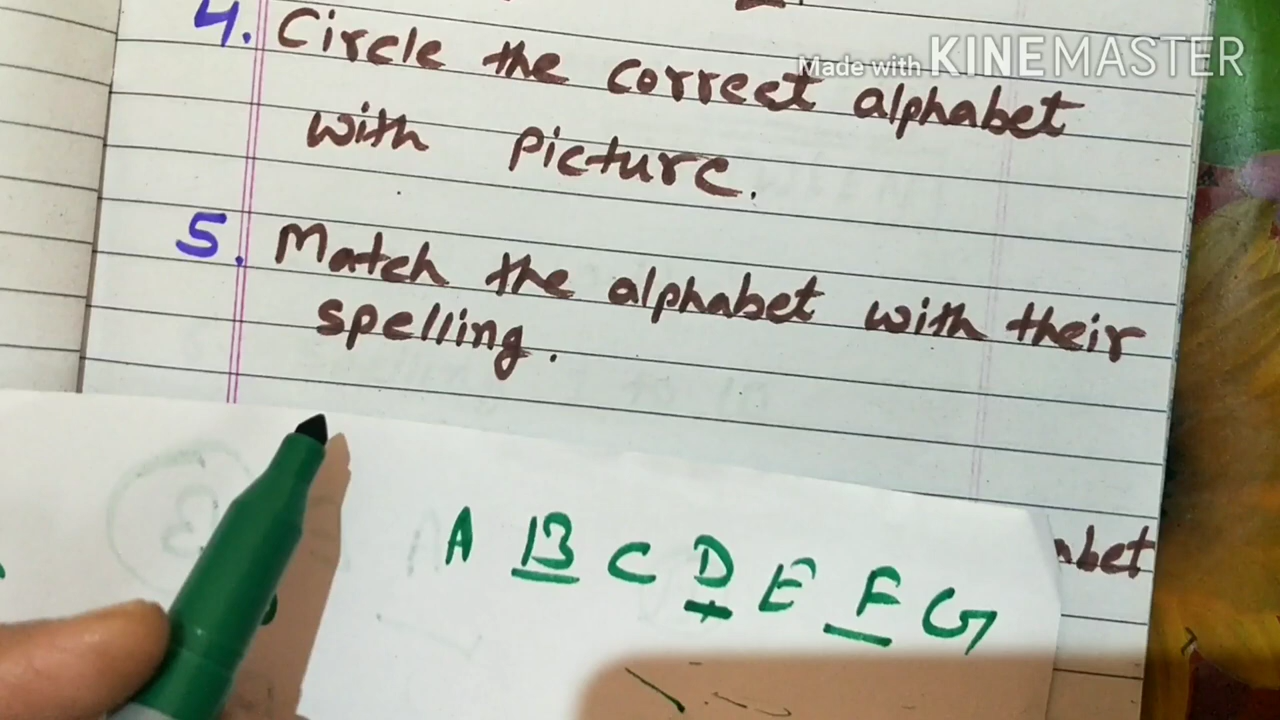 Made with KINEMASTER
4. Circle the correct alphabet
with picture.
5. Match the alphabet with their
spelling.
A B C D E F G